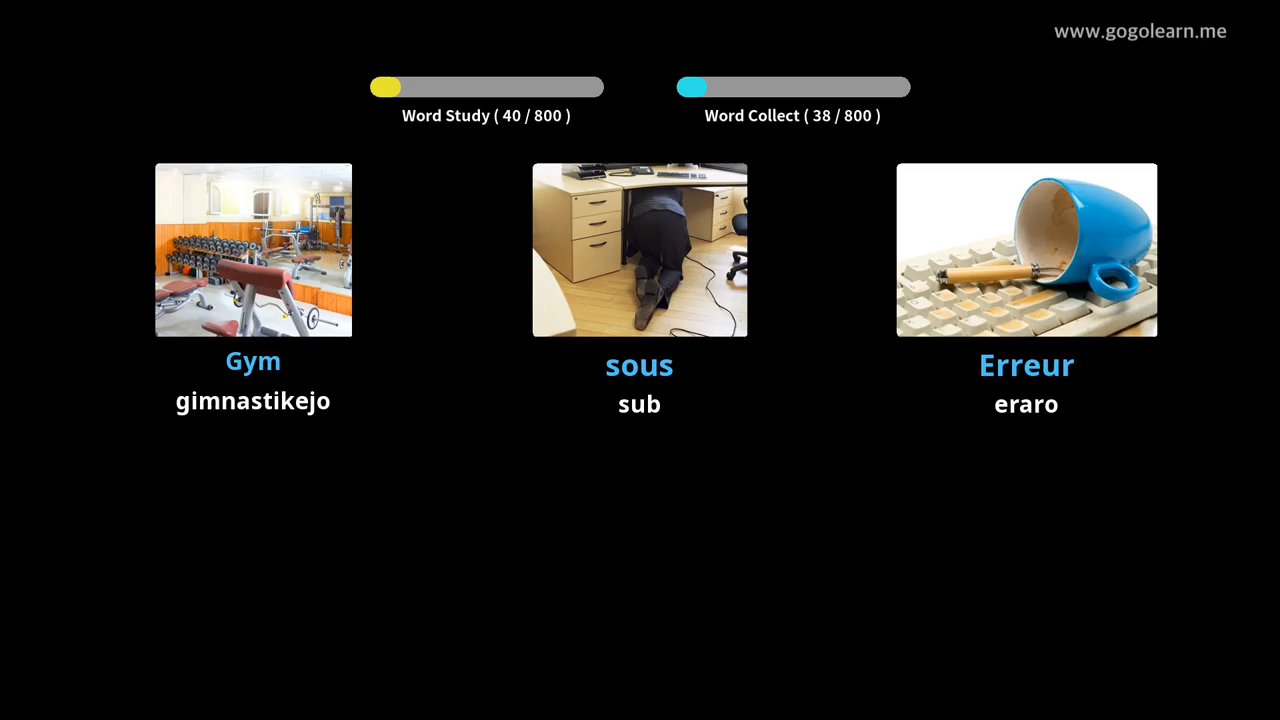 www.gogolearn.me
Word Study ( 40 / 800 )
Word Collect ( 38 / 800 )
Gym
gimnastikejo
sous
sub
Erreur
eraro